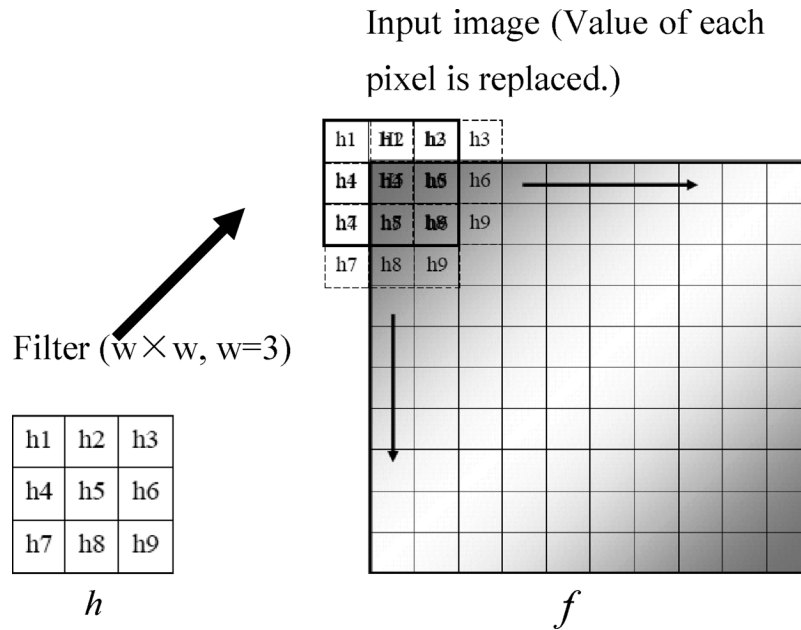 Input image (Value of each
pixel is replaced.)
h1 h3
h6
h9
h7 h8 h9
Filter (w×w, w=3)
h1 h2 h3
h4 h5 h6
h7 h8 h9
h
f